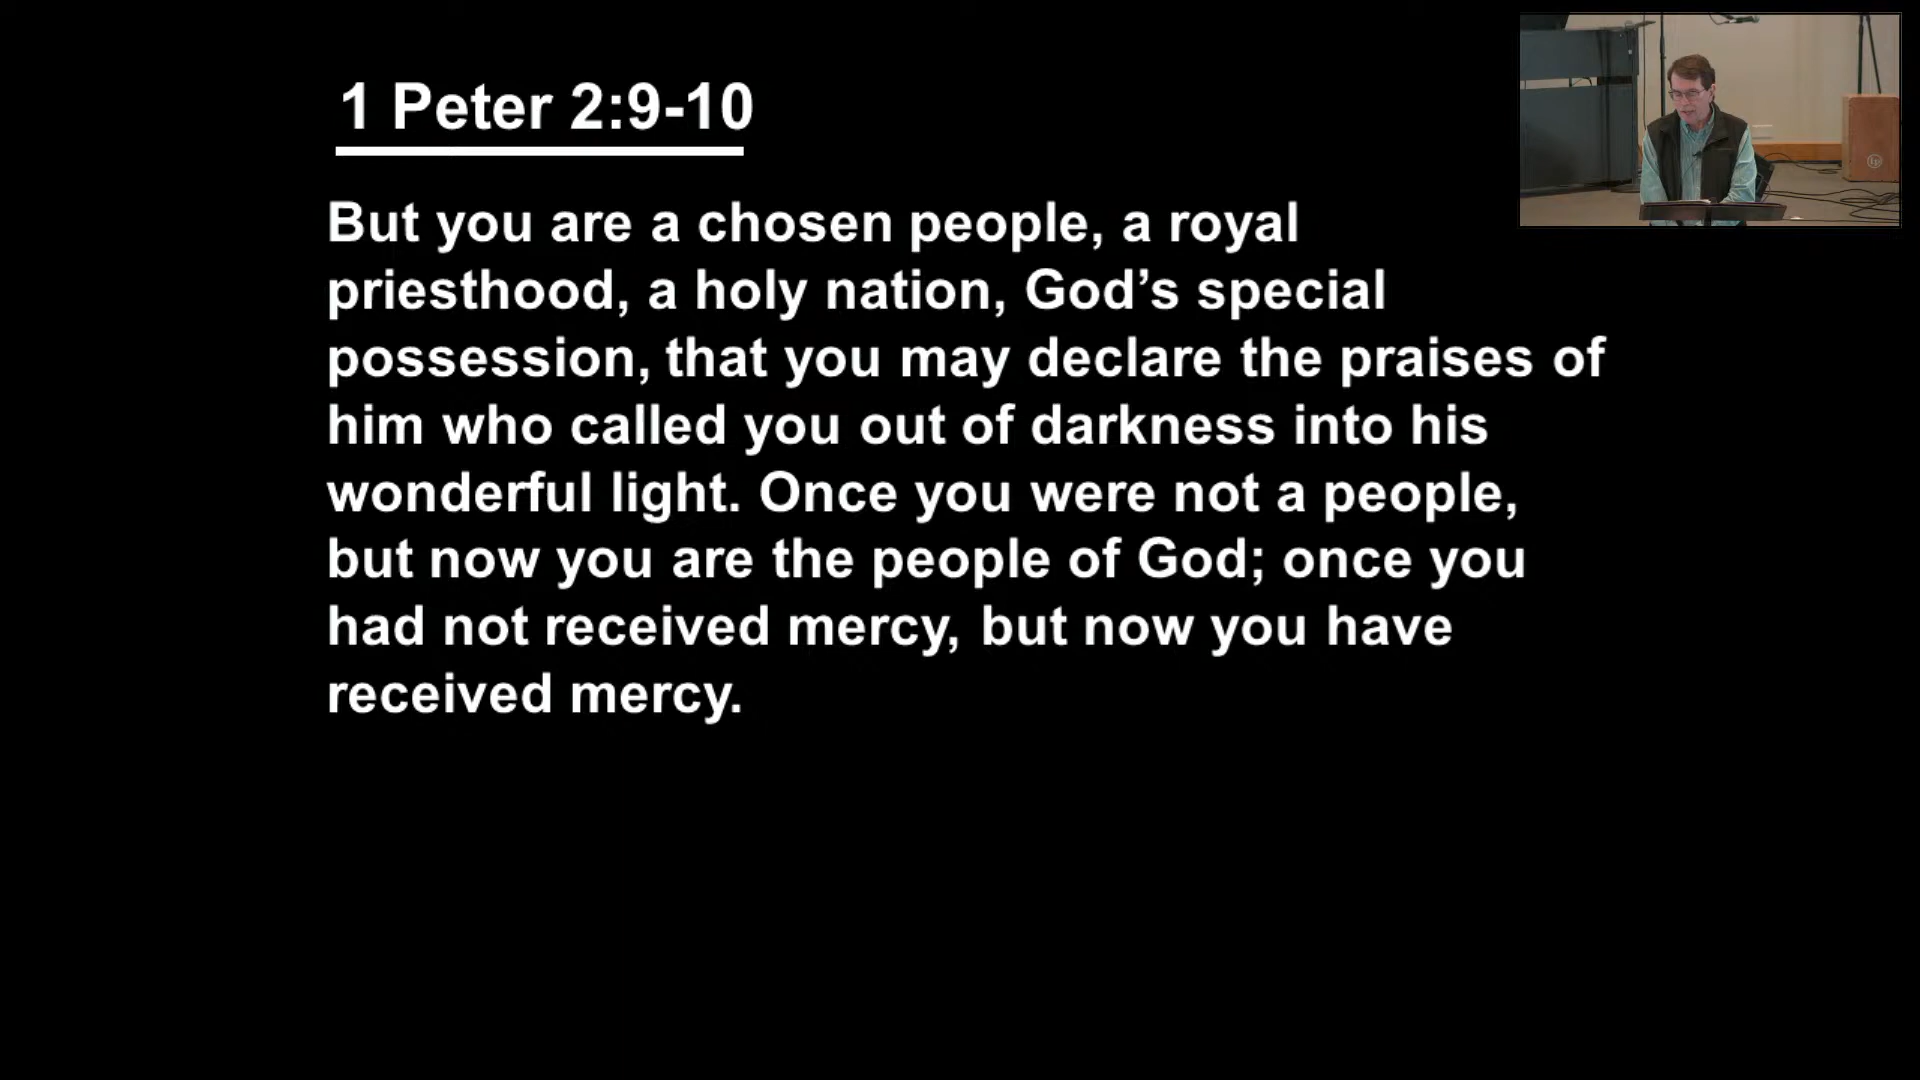 1 Peter 2:9-10
But you are a chosen people, a royal
priesthood, a holy nation, God’s special
possession, that you may declare the praises of
him who called you out of darkness into his
wonderful light. Once you were not a people,
but now you are the people of God; once you
had not received mercy, but now you have
received mercy.